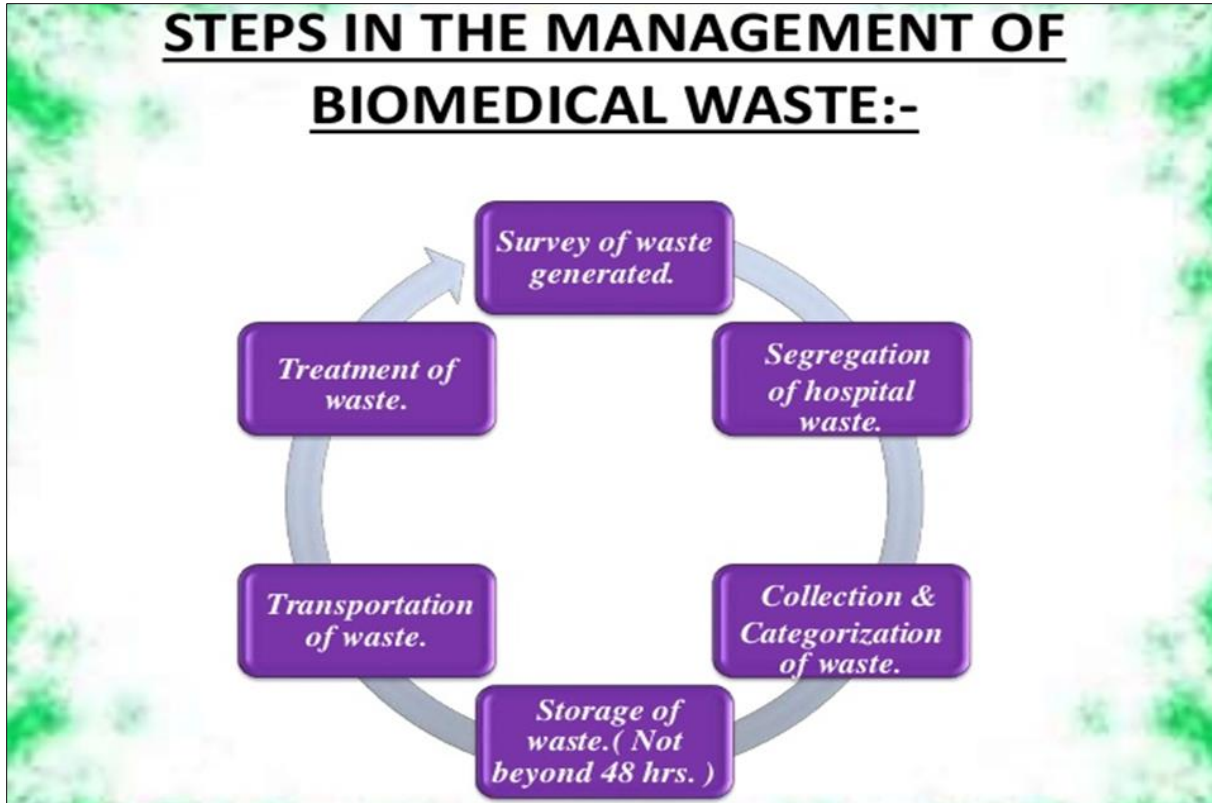 STEPS IN THE MANAGEMENT OF
BIOMEDICAL WASTE:-
Survey of waste
generated.
Segregation
of hospital
waste.
Collection &
Categorization
of waste.
Storage of
waste.( Not
beyond 48 hrs. )
Transportation
of waste.
Treatment of
waste.